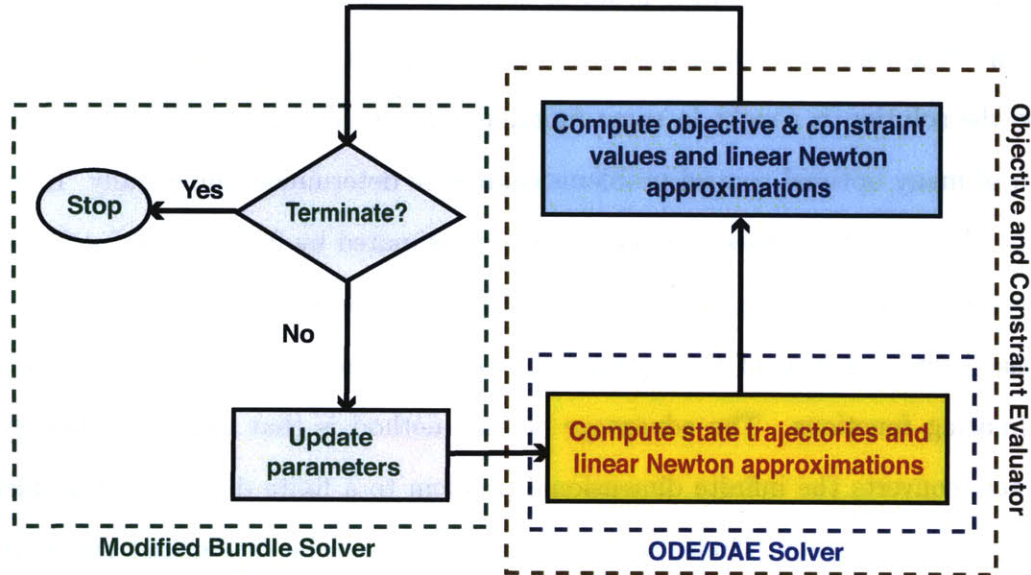 Compute objective & constraint
values and linear Newton
approximations
Stop
Yes
Terminate?
No
Update
parameters
Compute state trajectories and
linear Newton approximations
Modified Bundle Solver
ODE/DAE Solver
Objective and Constraint Evaluator